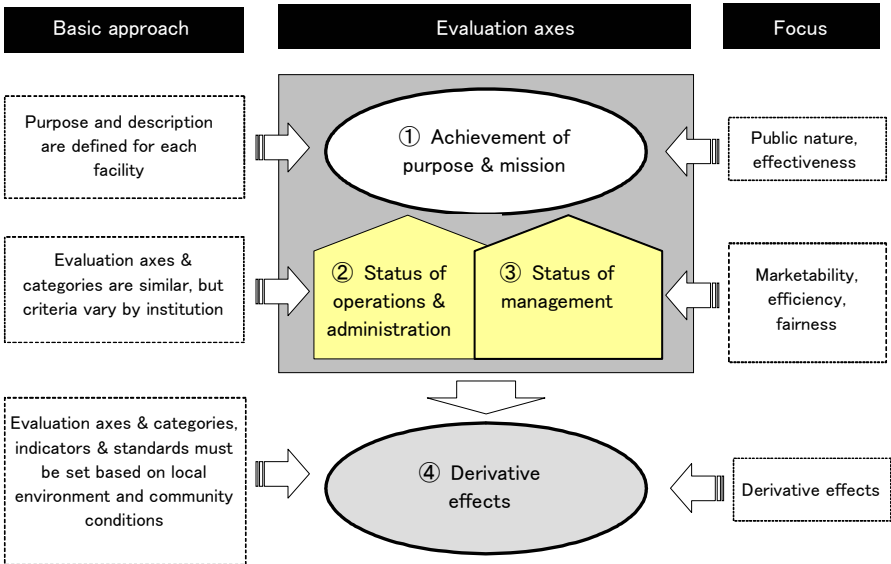 Basic approach
Evaluation axes
Focus
Purpose and description
are defined for each
facility
① Achievement of
purpose & mission
Public nature,
effectiveness
Evaluation axes &
categories are similar, but
criteria vary by institution
② Status of
operations &
administration
③ Status of
management
Marketability,
efficiency,
fairness
Evaluation axes & categories,
indicators & standards must
be set based on local
environment and community
conditions
④ Derivative
effects
Derivative effects